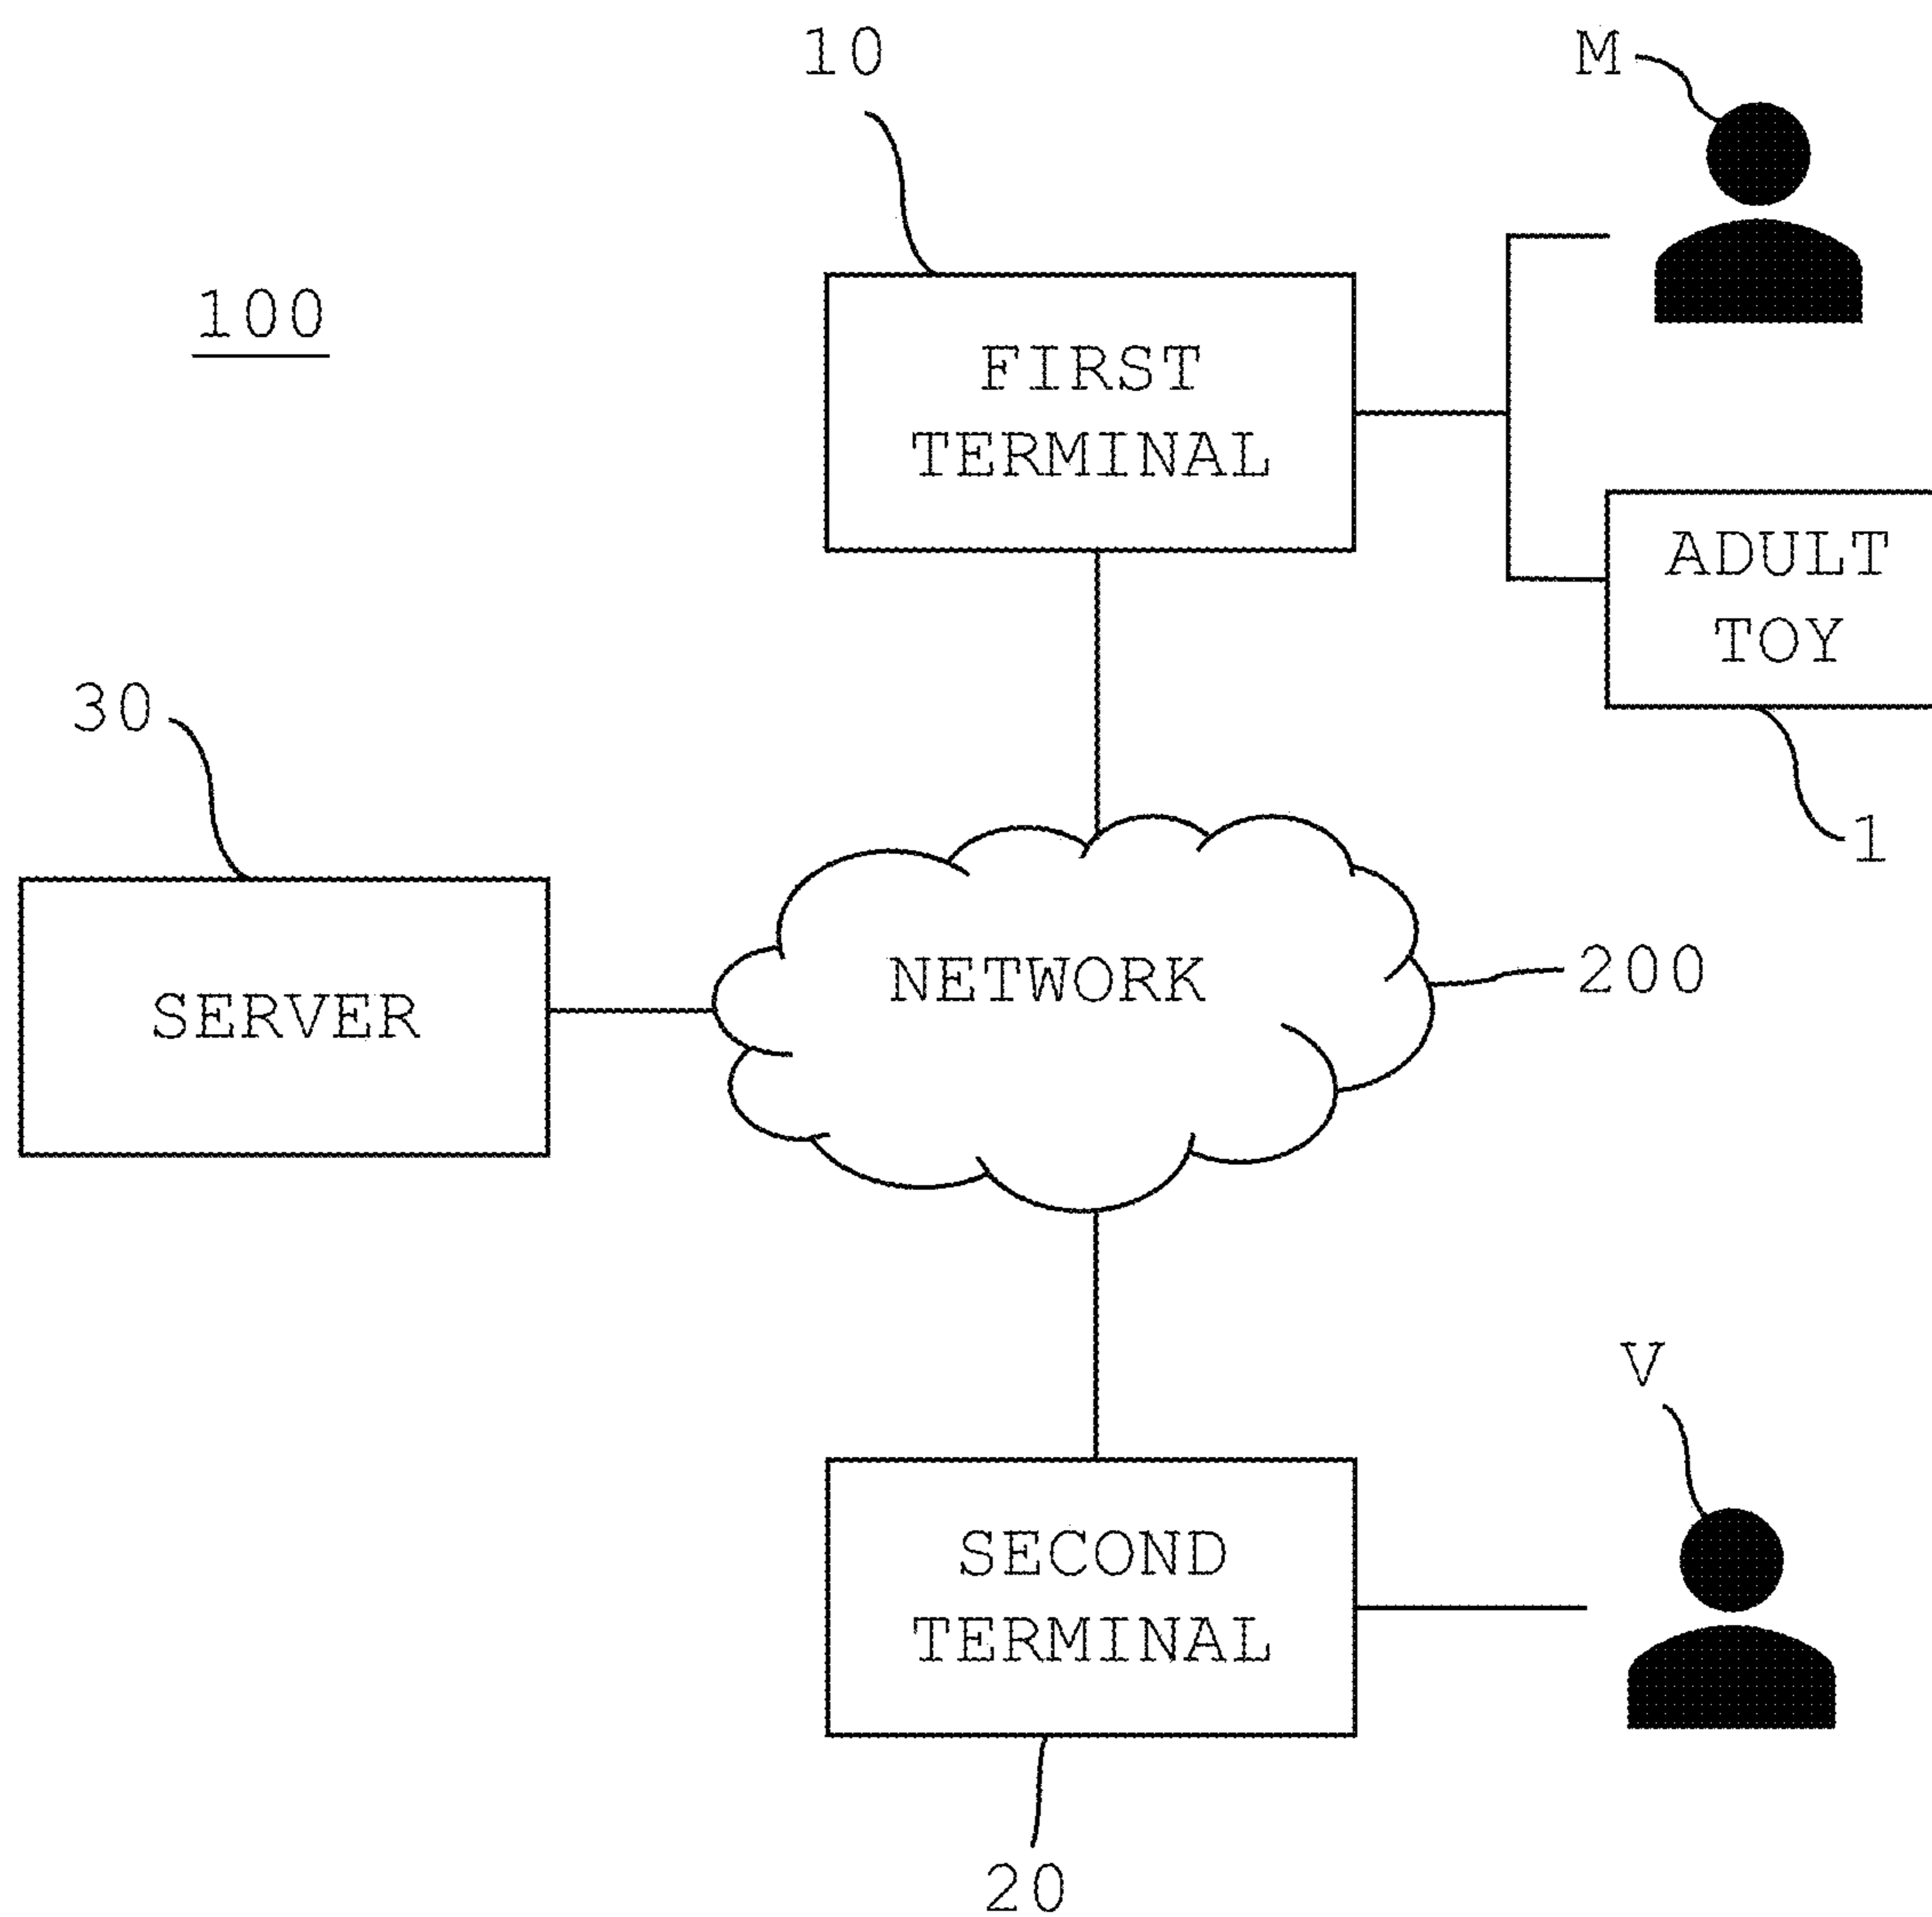 10
M
100
FIRST
TERMINAL
ADULT
TOY
30
1
NETWORK
200
SERVER
V
SECOND
TERMINAL
20